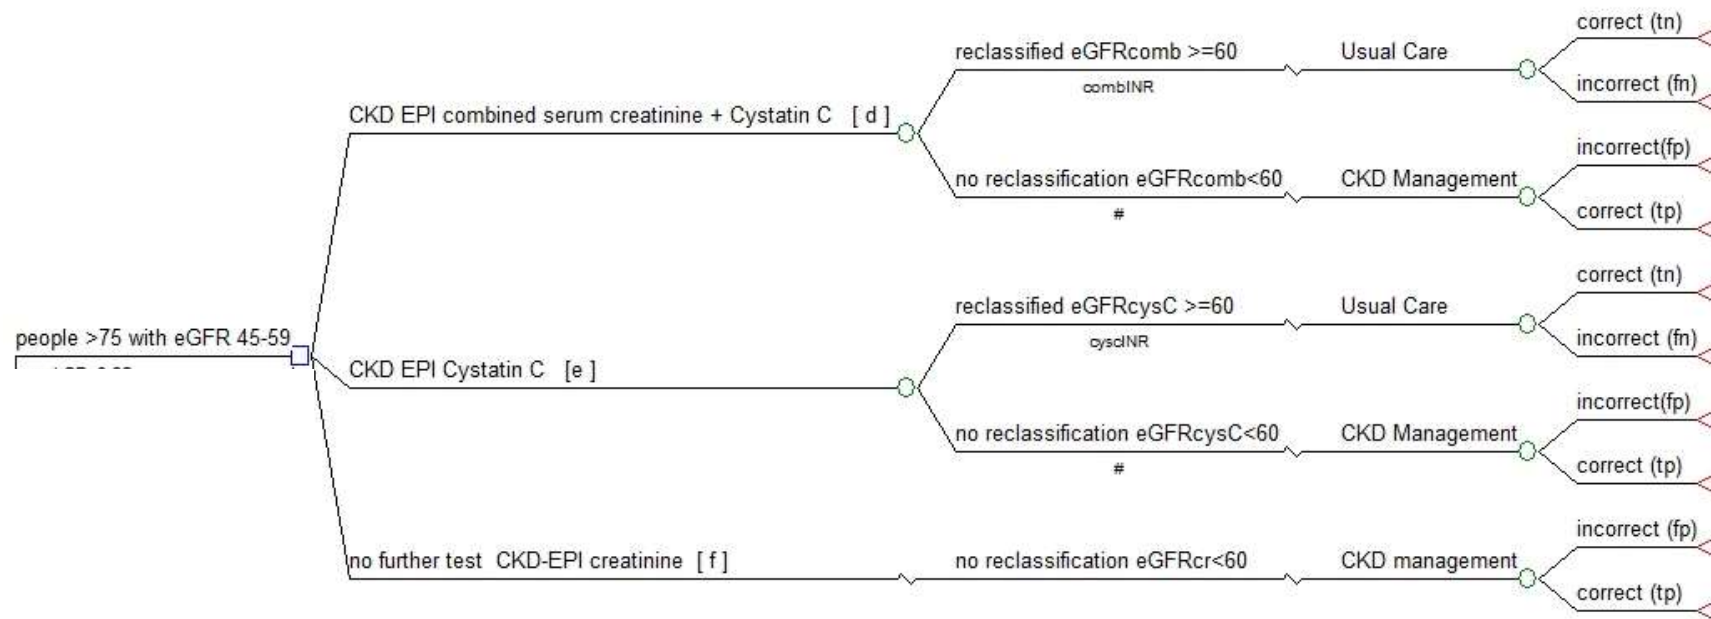 people >75 with eGFR 45-59
CKD EPI combined serum creatinine + Cystatin C [ d ]
reclassified eGFRcomb >=60
combINR
Usual Care
correct (tn)
incorrect (fn)
no reclassification eGFRcomb<60
#
CKD Management
incorrect(fp)
correct (tp)
CKD EPI Cystatin C [e ]
reclassified eGFRcysC >=60
cyscINR
Usual Care
correct (tn)
incorrect (fn)
no reclassification eGFRcysC<60
#
CKD Management
incorrect(fp)
correct (tp)
no further test CKD-EPI creatinine [ f ]
no reclassification eGFRcr<60
CKD management
incorrect (fp)
correct (tp)